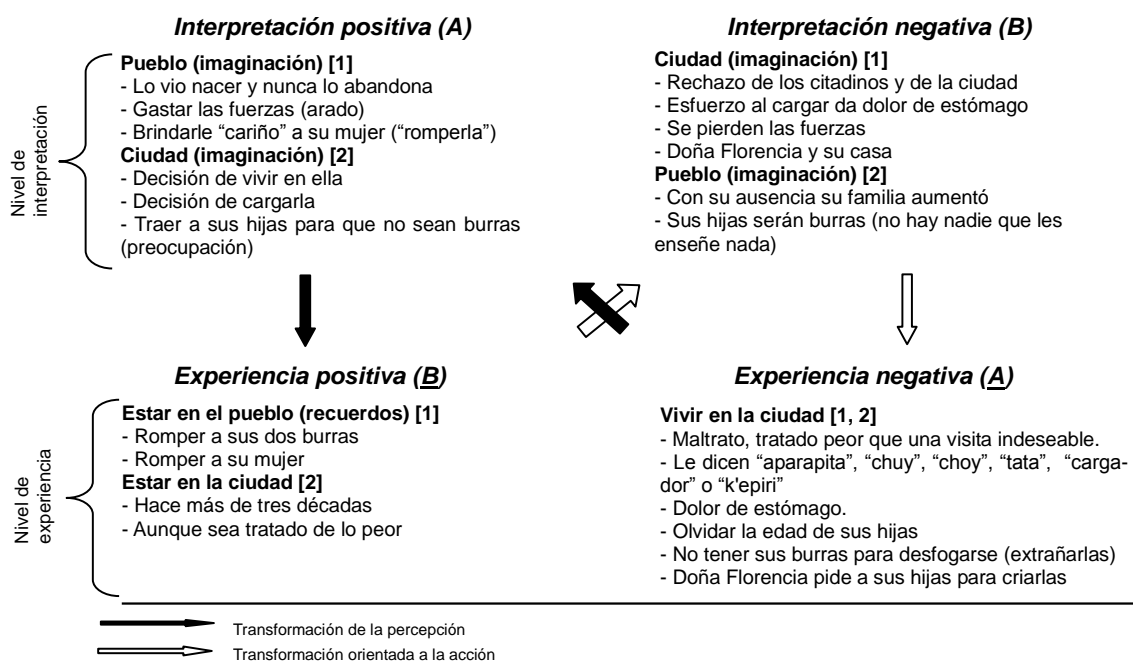 Interpretación positiva (A)
Pueblo (imaginación) [1]
- Lo vio nacer y nunca lo abandona
- Gastar las fuerzas (arado)
- Brindarle “cariño” a su mujer (“romperla”)
Ciudad (imaginación) [2]
- Decisión de vivir en ella
- Decisión de cargarla
- Traer a sus hijas para que no sean burras
(preocupación)
Interpretación negativa (B)
Ciudad (imaginación) [1]
- Rechazo de los citadinos y de la ciudad
- Esfuerzo al cargar da dolor de estómago
- Se pierden las fuerzas
- Doña Florencia y su casa
Pueblo (imaginación) [2]
- Con su ausencia su familia aumentó
- Sus hijas serán burras (no hay nadie que les
enseñe nada)
Nivel de
interpretación
Experiencia positiva (B)
Estar en el pueblo (recuerdos) [1]
- Romper a sus dos burras
- Romper a su mujer
Estar en la ciudad [2]
- Hace más de tres décadas
- Aunque sea tratado de lo peor
Experiencia negativa (A)
Vivir en la ciudad [1, 2]
- Maltrato, tratado peor que una visita indeseable.
- Le dicen “aparapita”, “chuy”, “choy”, “tata”, “carga-
dor” o “k'epiri”
- Dolor de estómago.
- Olvidar la edad de sus hijas
- No tener sus burras para desfogarse (extrañarlas)
- Doña Florencia pide a sus hijas para criarlas
Nivel de
experiencia
Transformación de la percepción
Transformación orientada a la acción